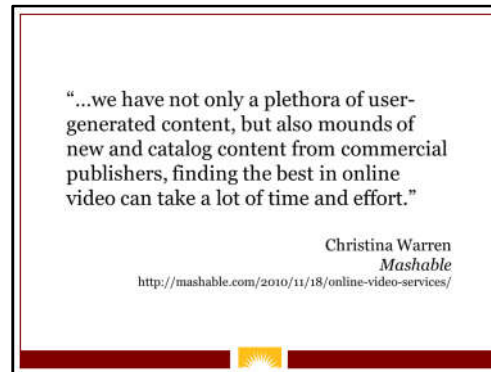 “...we have not only a plethora of user-
generated content, but also mounds of
new and catalog content from commercial
publishers, finding the best in online
video can take a lot of time and effort.”
Christina Warren
Mashable
http://mashable.com/2010/11/18/online-video-services/